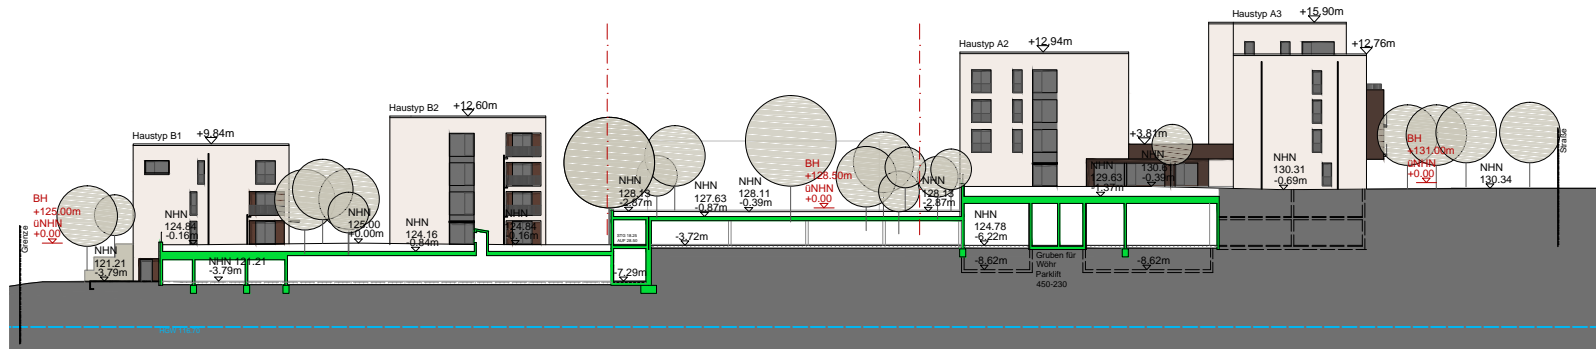 Haustyp A3
+15.90m
Haustyp A2
+12.94m
+12.76m
Haustyp B2
+12.60m
Haustyp B1
+9.84m
Grenze
BH
+125.00m
üNHN
+0.00
NHN
121.21
-3.79m
NHN
124.84
-0.16m
NHN 121.21
-3.79m
NHN
125.00
+0.00m
NHN
124.16
-0.84m
NHN
124.84
-0.16m
NHN
128.13
-2.87m
-7.29m
NHN
127.63
-0.87m
-3.72m
NHN
128.11
-0.39m
BH
+128.50m
üNHN
+0.00
NHN
128.13
-2.87m
NHN
124.78
-6.22m
-8.62m
Gruben für
Wöhr
Parklift
450-230
NHN
129.63
-1.37m
+3.81m
NHN
130.6
-0.39m
-8.62m
NHN
130.31
-0.69m
BH
+131.00m
üNHN
+0.00
NHN
130.34
Straße